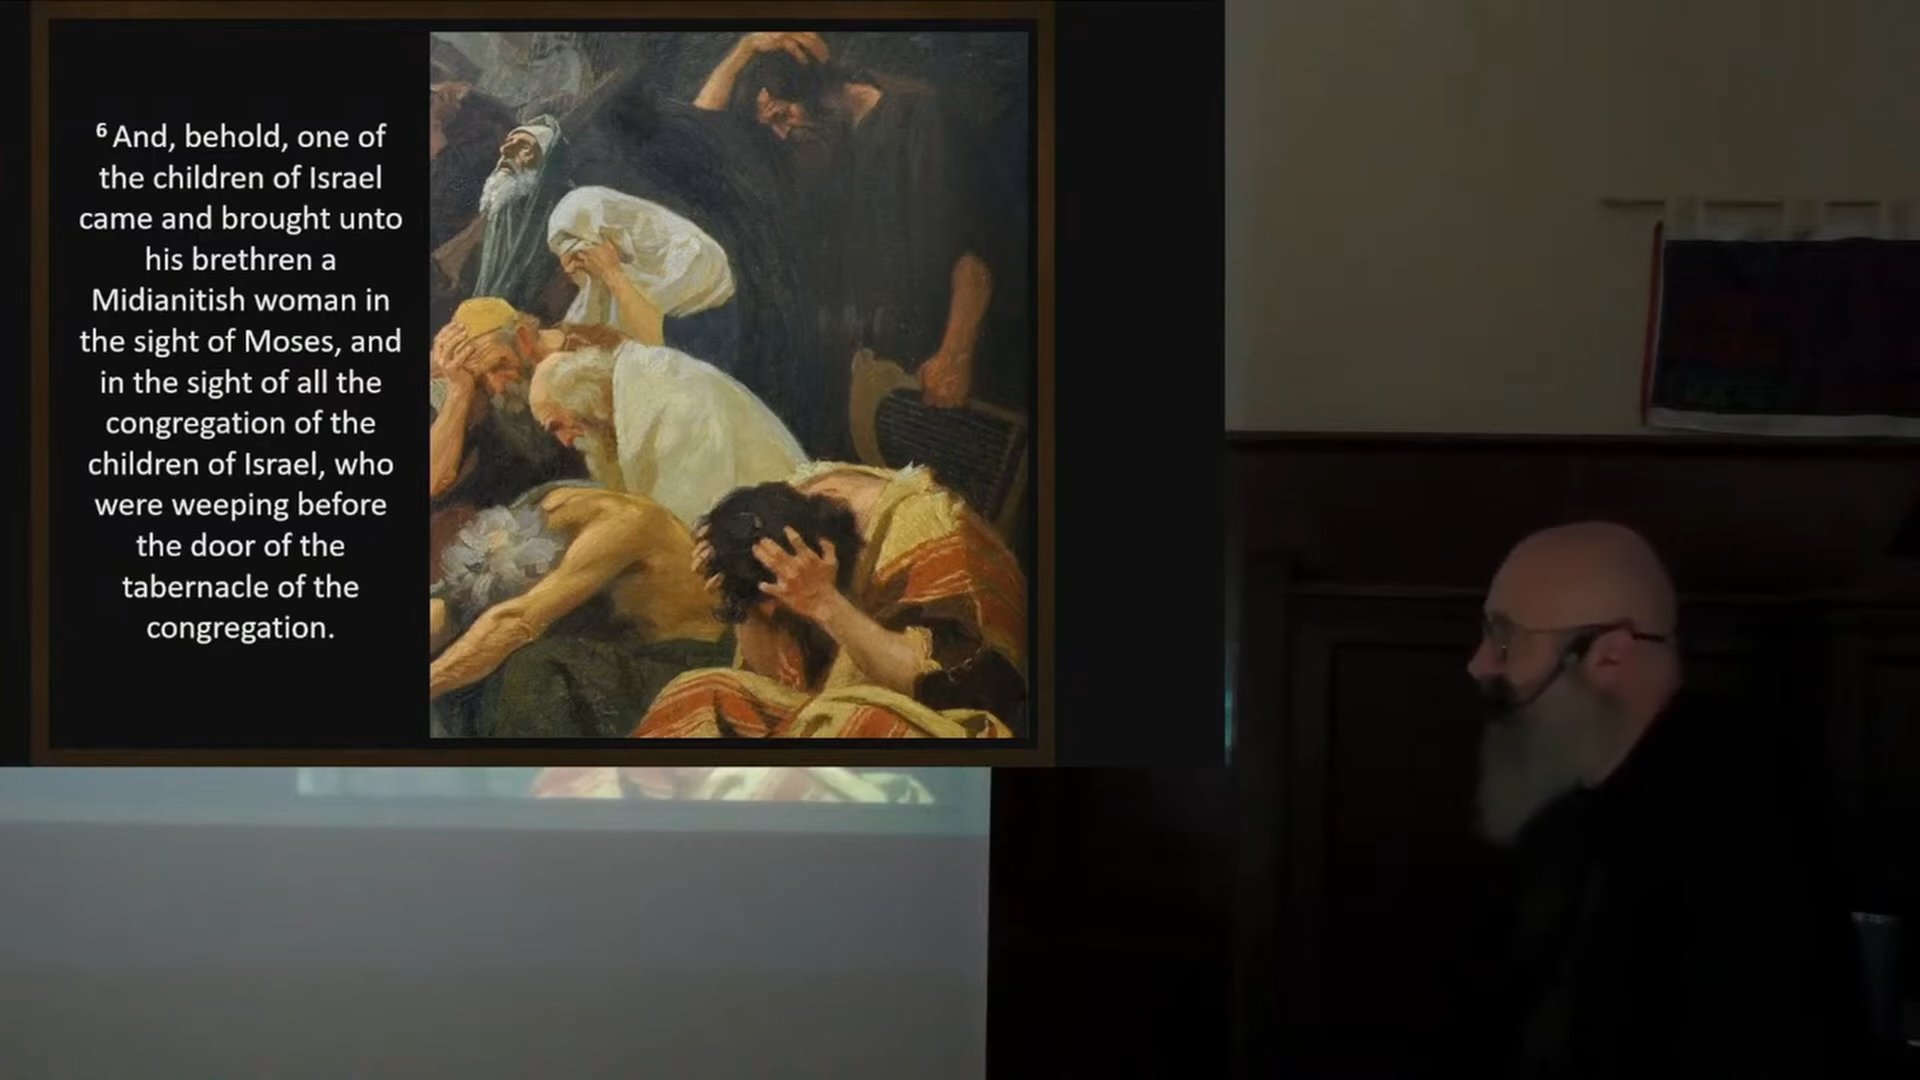 ⁶ And, behold, one of
the children of Israel
came and brought unto
his brethren a
Midianitish woman in
the sight of Moses, and
in the sight of all the
congregation of the
children of Israel, who
were weeping before
the door of the
tabernacle of the
congregation.